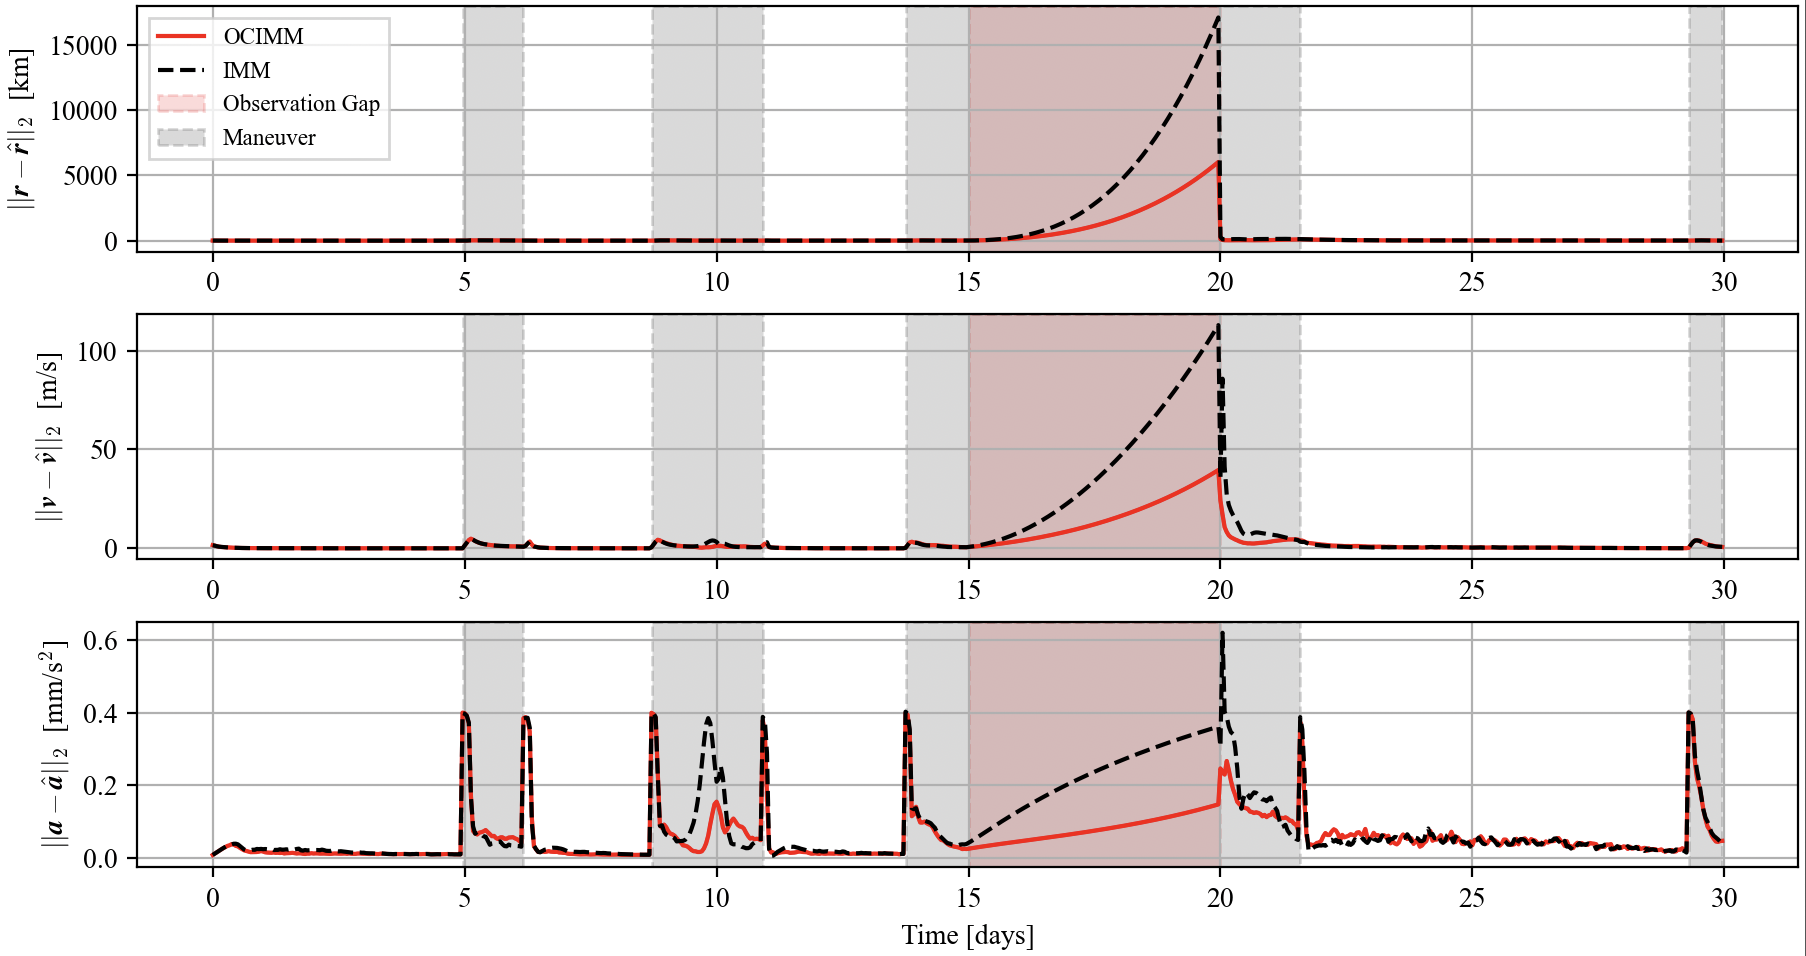 ||r − r̂||₂ [km]
15000
10000
5000
0
OCIMM
IMM
Observation Gap
Maneuver
0 5 10 15 20 25 30
||v − v̂||₂ [m/s]
100
50
0
0 5 10 15 20 25 30
||a − â||₂ [mm/s²]
0.6
0.4
0.2
0.0
0 5 10 15 20 25 30
Time [days]